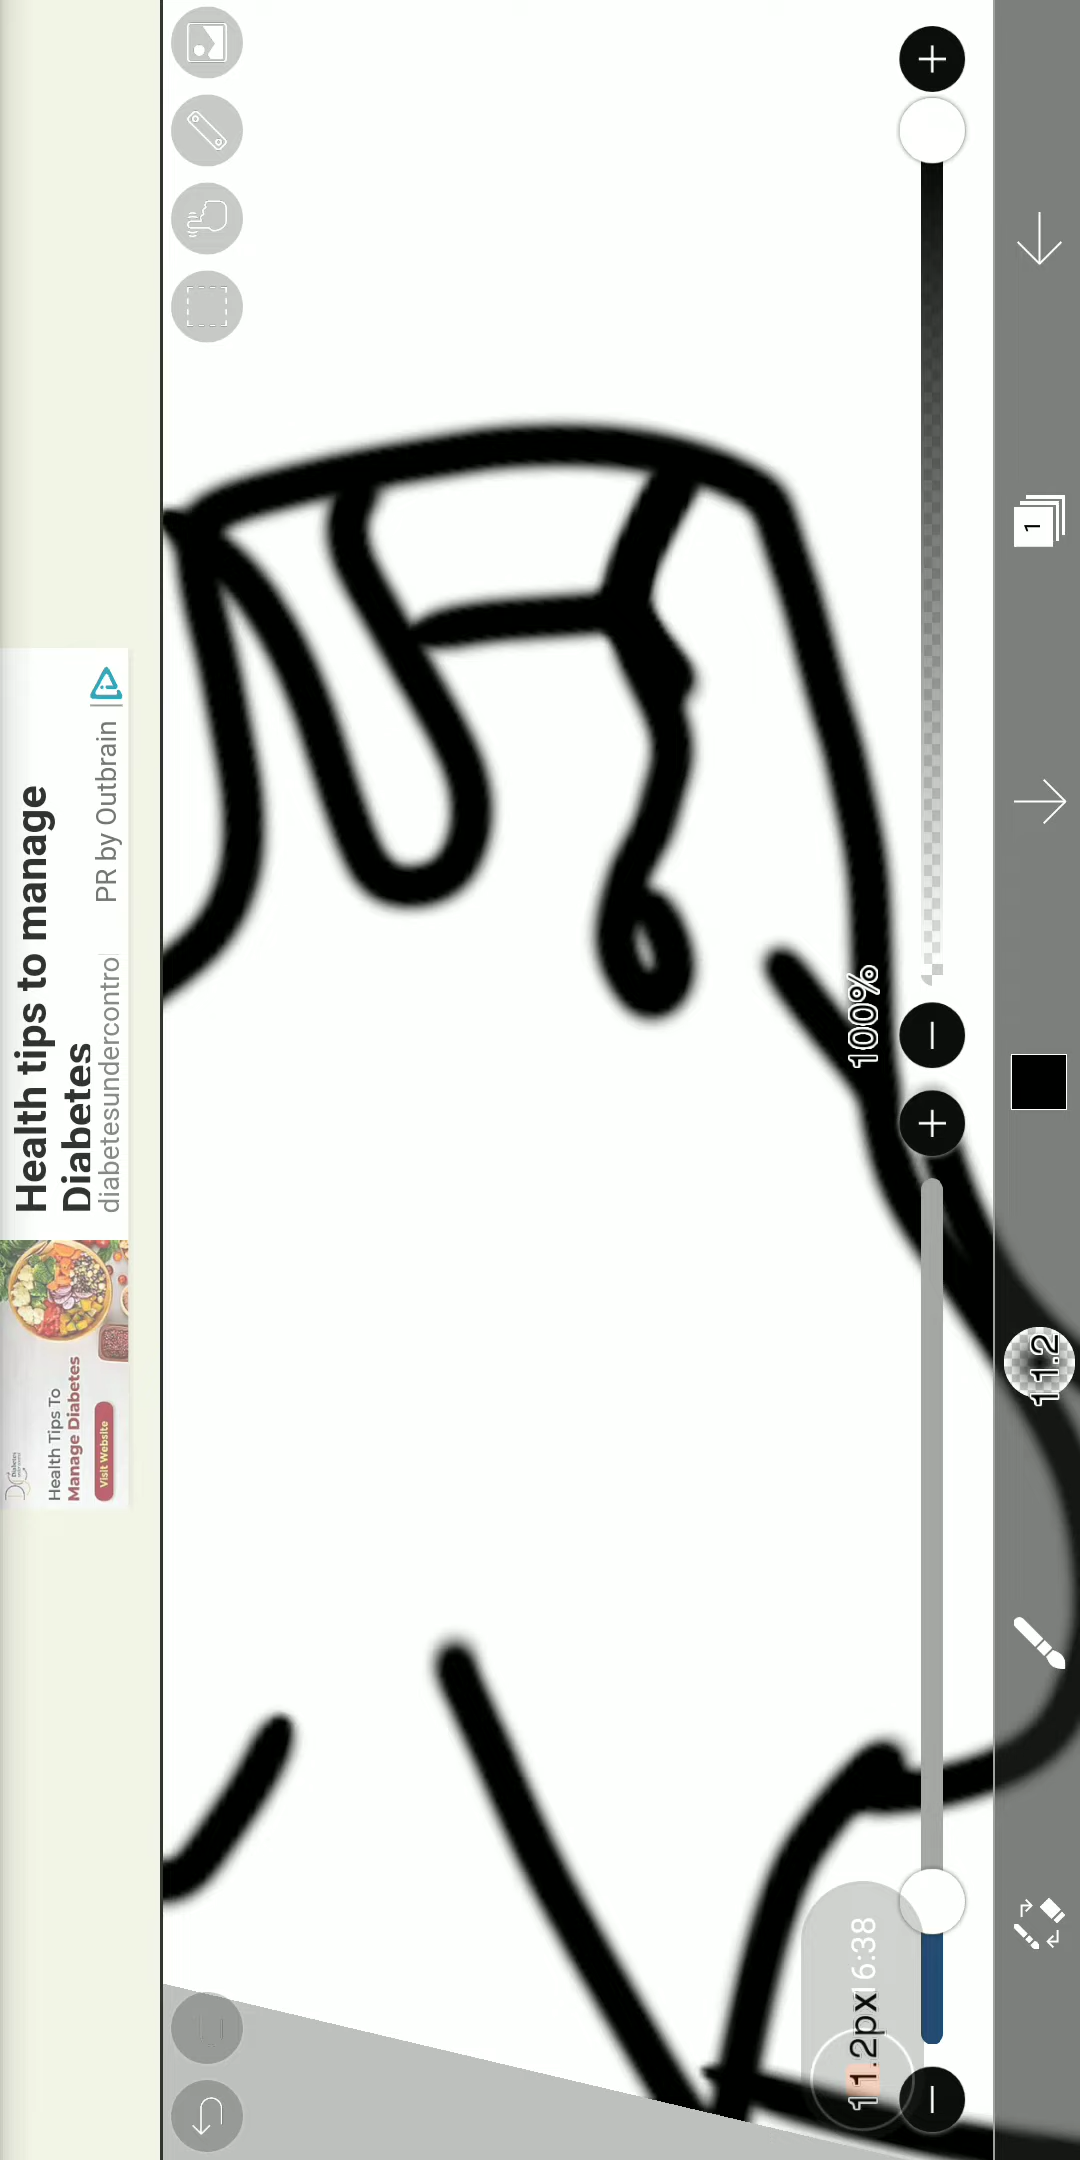 Health tips to manage
Diabetes
diabetesundercontro
PR by Outbrain
Health Tips To
Manage Diabetes
Visit Website
100%
6:38
11.2px
1
11.2